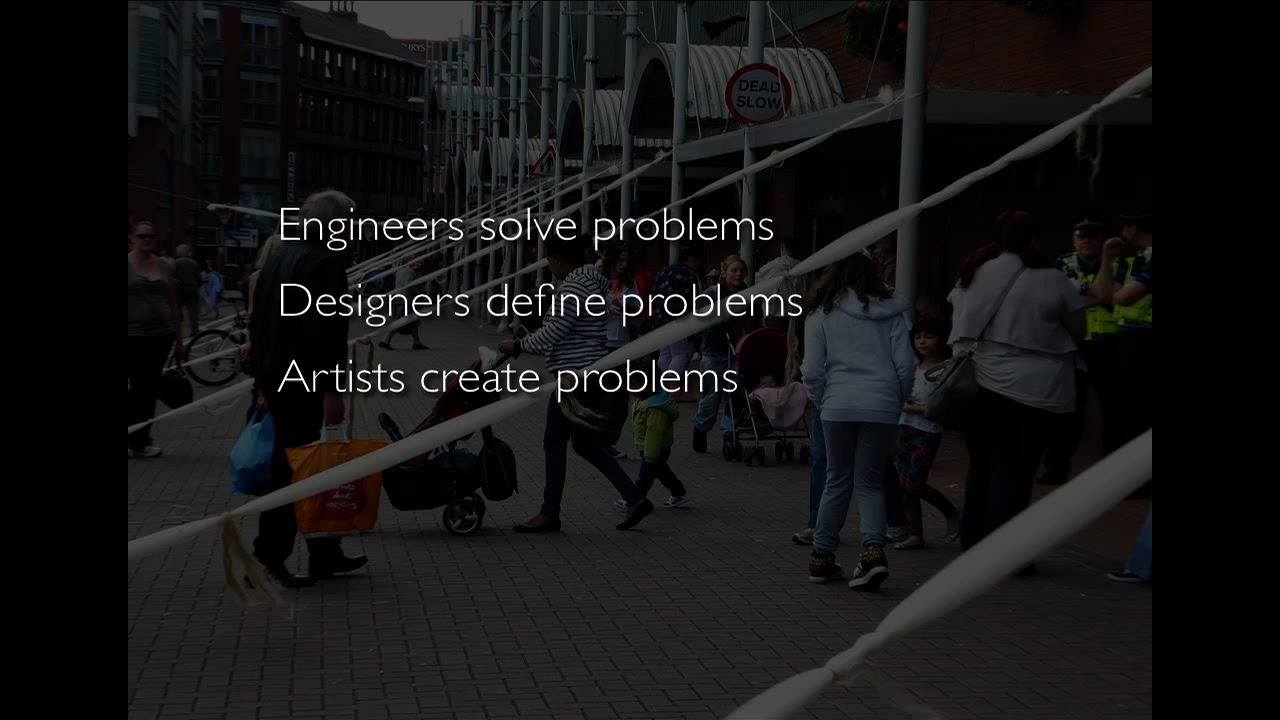 Engineers solve problems
Designers define problems
Artists create problems
DEAD
SLOW